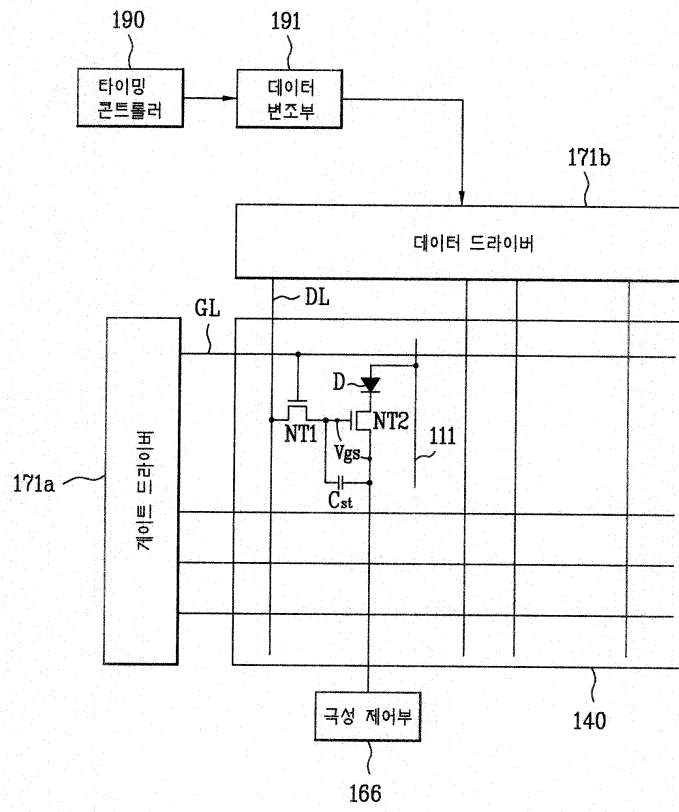 190
191
타이밍
콘트롤러
데이터
변조부
171b
데이터 드라이버
DL
GL
D
NT1
NT2
111
Vgs
Cst
171a
게이트 드라이버
극성 제어부
140
166